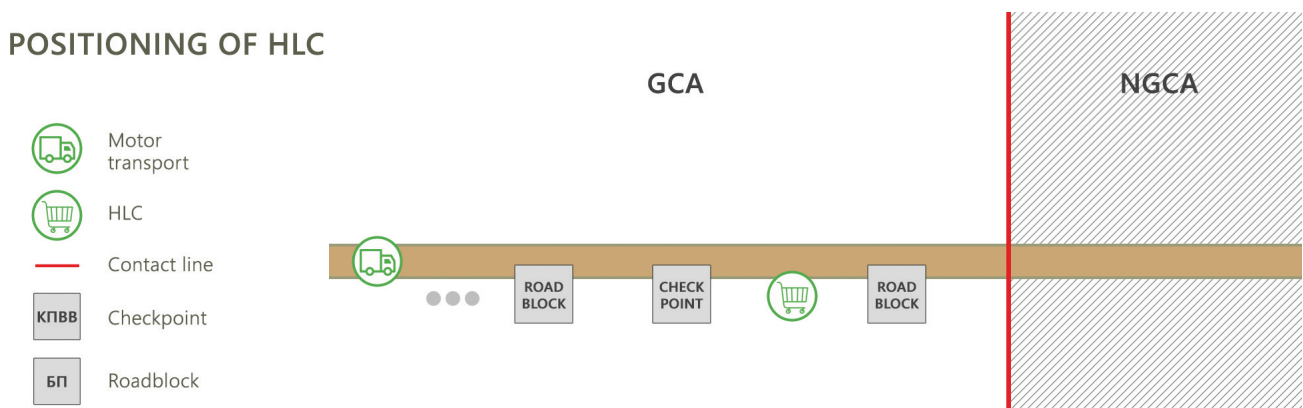 POSITIONING OF HLC
GCA
NGCA
Motor
transport
HLC
Contact line
КПВВ
Checkpoint
БП
Roadblock
ROAD
BLOCK
CHECK
POINT
ROAD
BLOCK